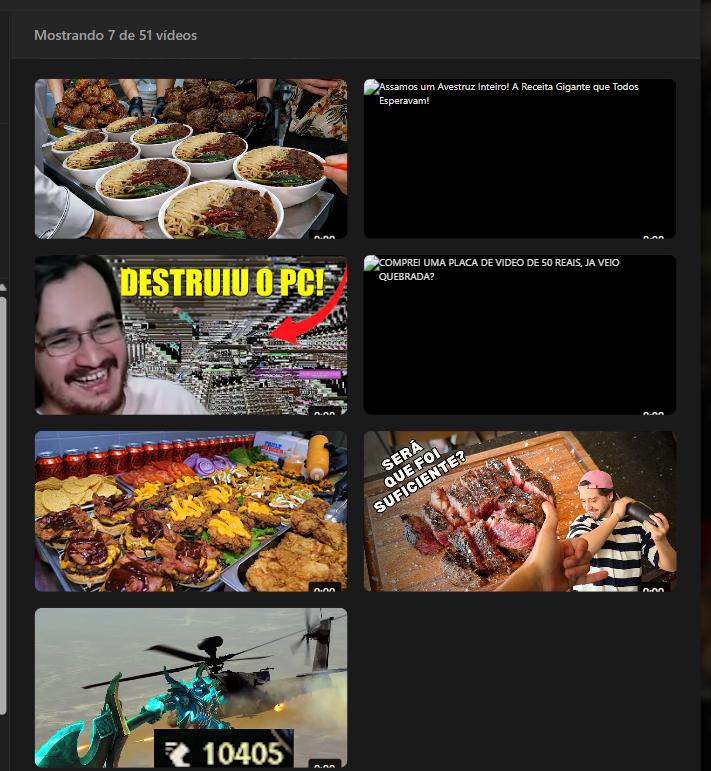 Mostrando 7 de 51 vídeos
Assamos um Avestruz Inteiro! A Receita Gigante que Todos
Esperavam!
0:00
0:00
DESTRUIU O PC!
COMPREI UMA PLACA DE VIDEO DE 50 REAIS, JA VEIO
QUEBRADA?
0:00
0:00
SERÁ
QUE FOI
SUFICIENTE?
0:00
0:00
10405
0:00